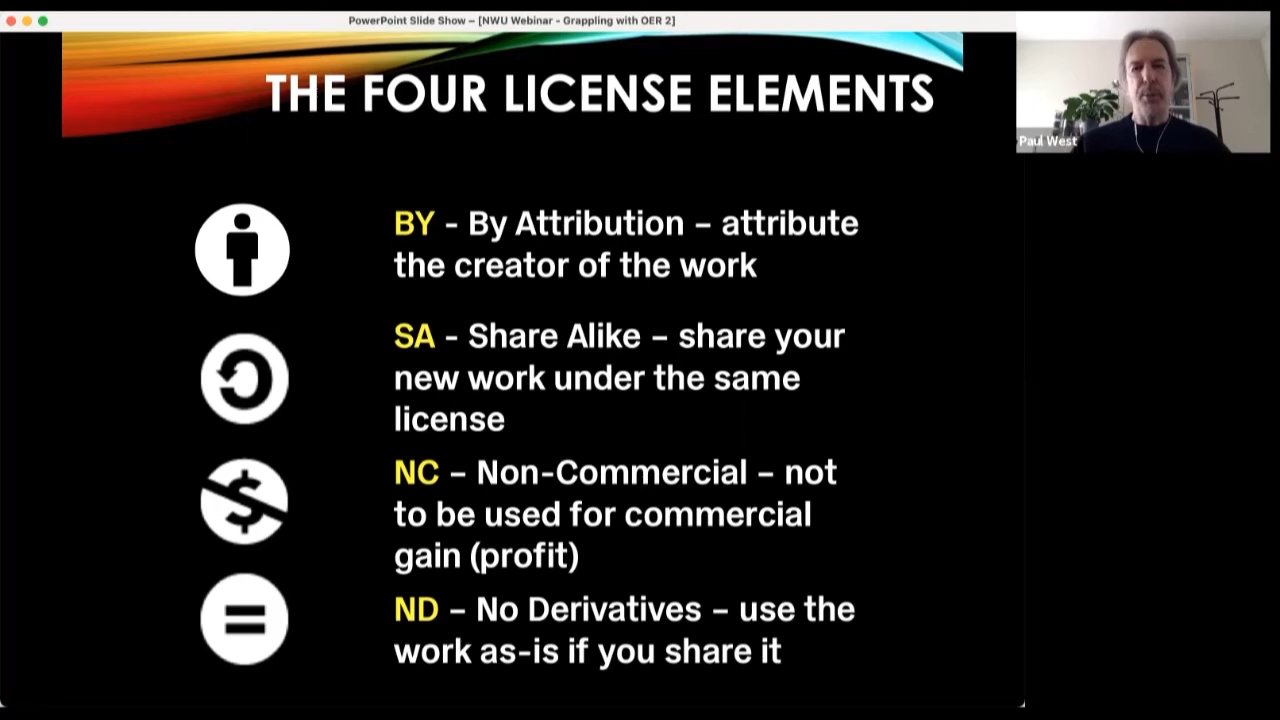 PowerPoint Slide Show – [NWU Webinar - Grappling with OER 2]
THE FOUR LICENSE ELEMENTS
Paul West
BY - By Attribution – attribute
the creator of the work
SA - Share Alike – share your
new work under the same
license
NC – Non-Commercial – not
to be used for commercial
gain (profit)
ND – No Derivatives – use the
work as-is if you share it